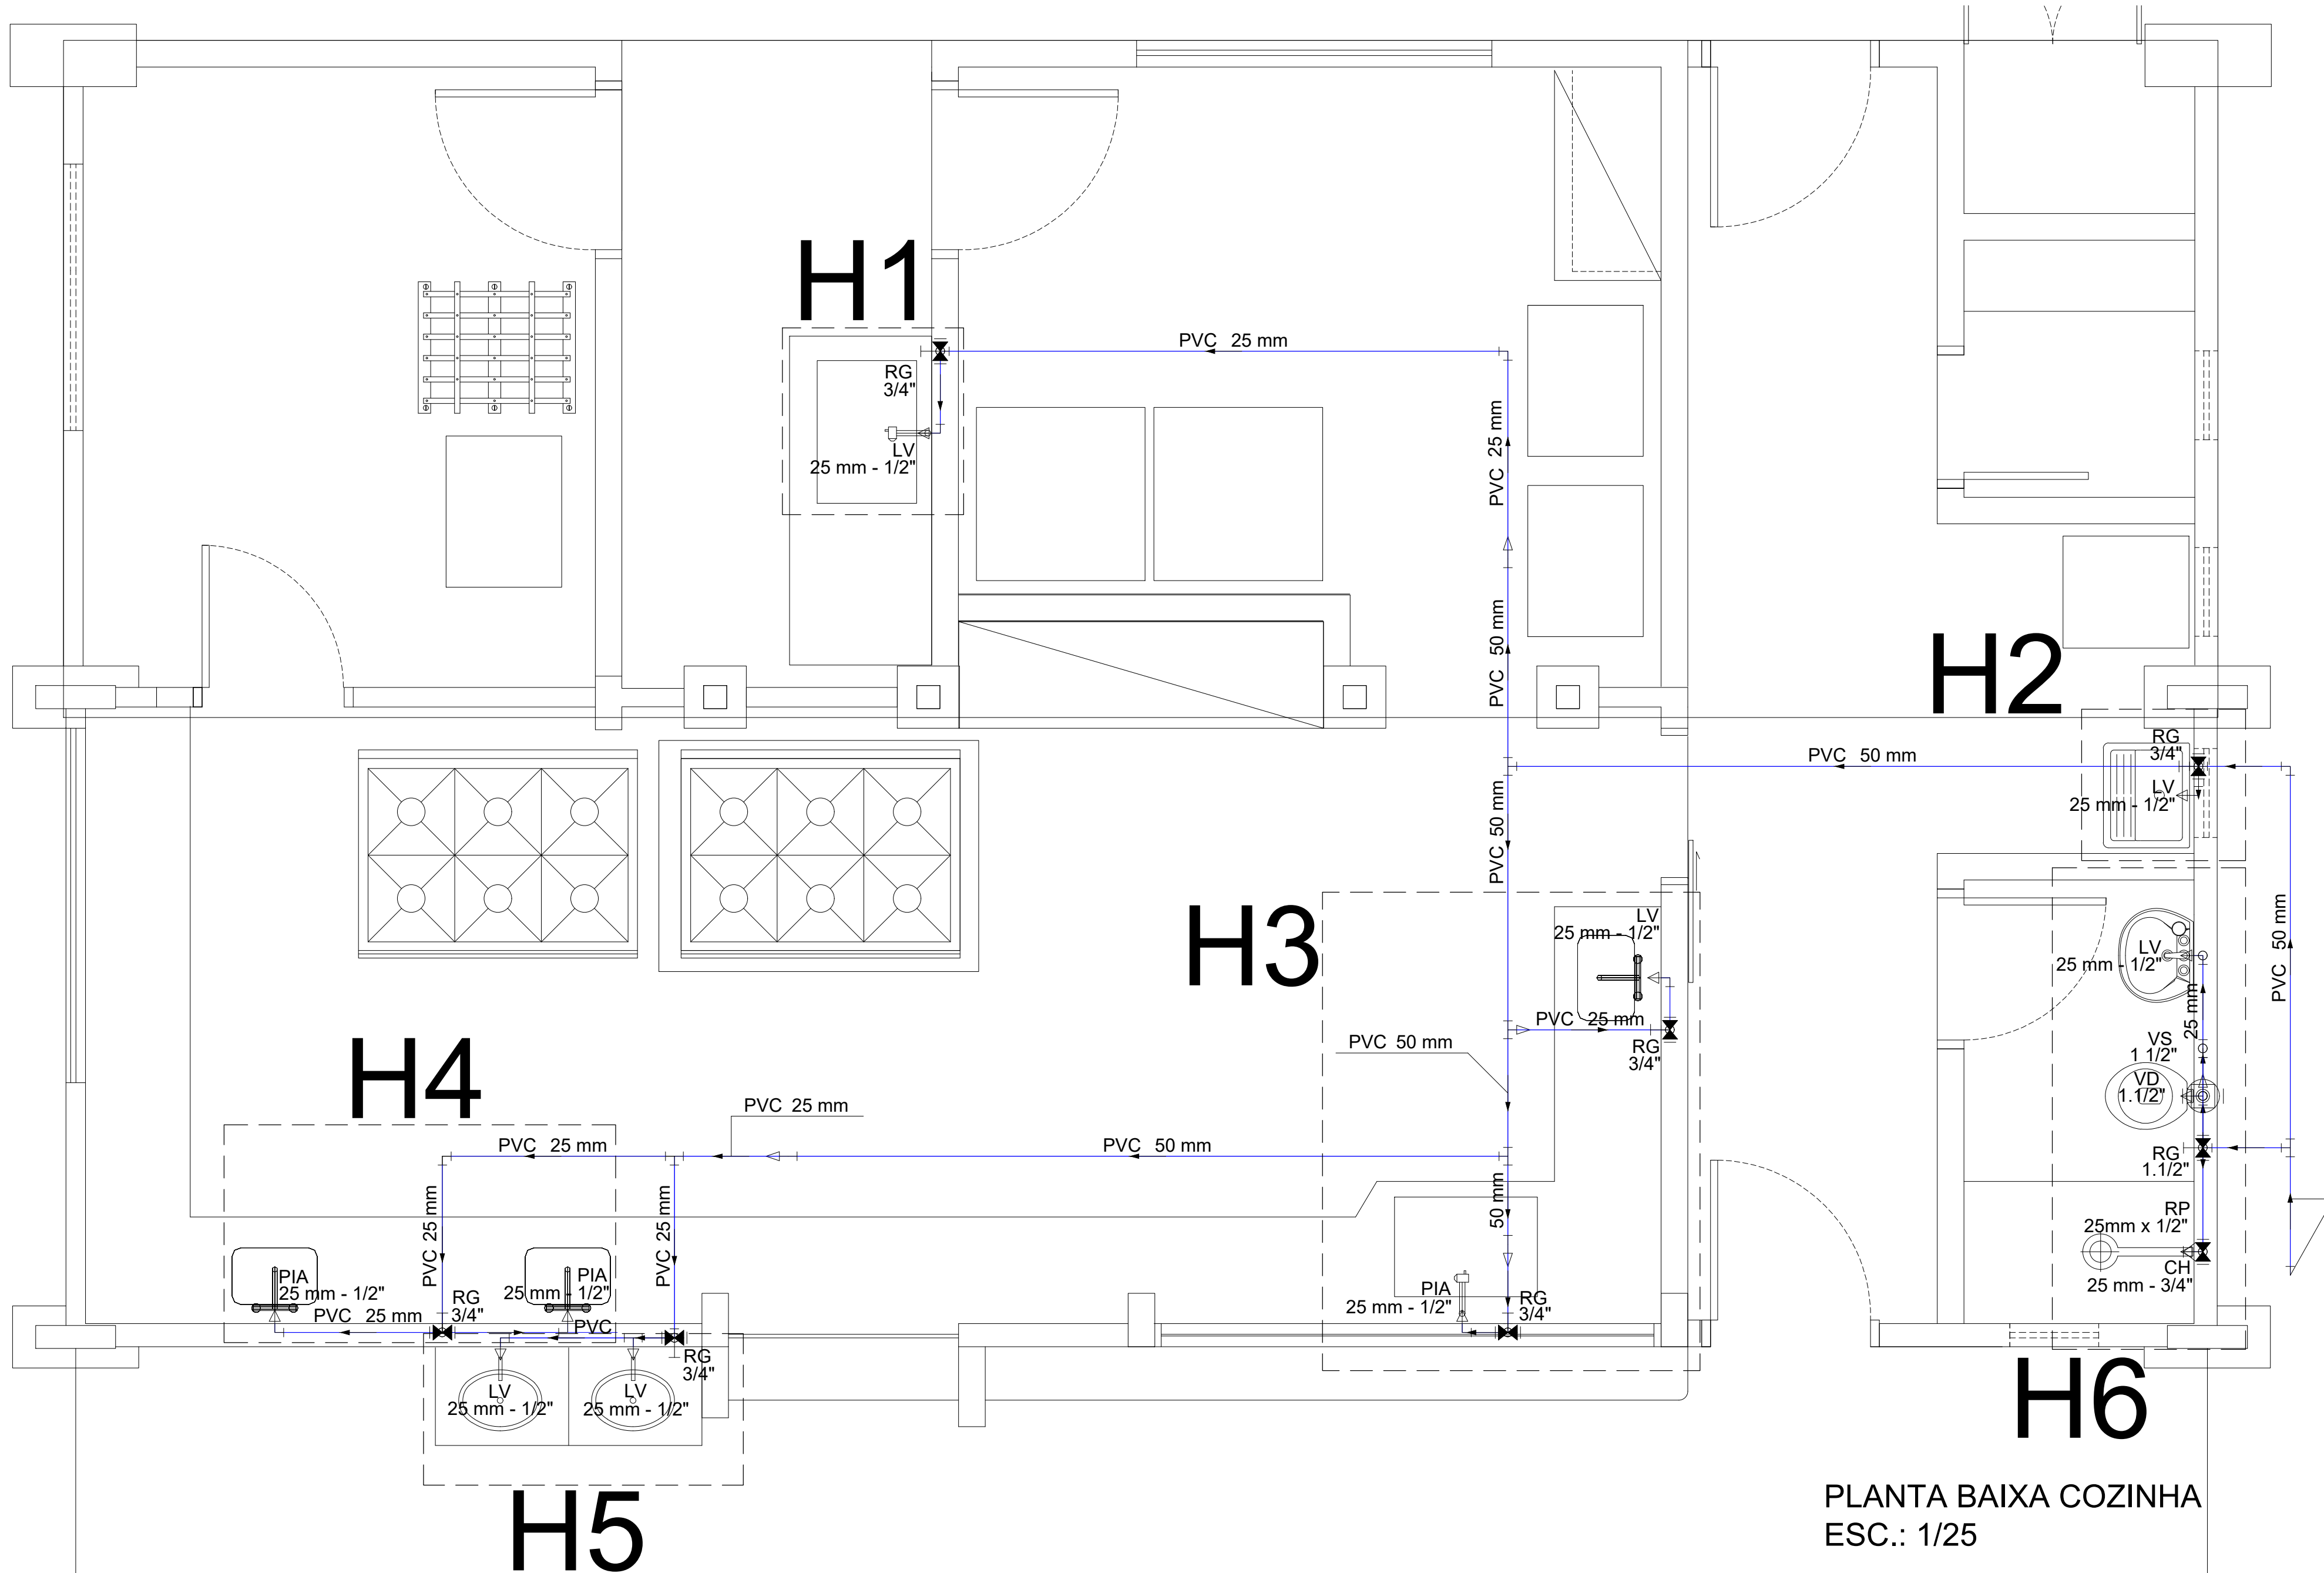 H1
PVC 25 mm
RG
3/4"
LV
25 mm - 1/2"
PVC 25 mm
PVC 50 mm
H2
RG
3/4"
PVC 50 mm
LV
25 mm - 1/2"
PVC 50 mm
H3
LV
25 mm - 1/2"
PVC 25 mm
RG
3/4"
PVC 50 mm
LV
25 mm - 1/2"
25 mm
PVC 50 mm
VS
1 1/2"
VD
1.1/2"
RG
1.1/2"
RP
25mm x 1/2"
CH
25 mm - 3/4"
H4
PVC 25 mm
PVC 25 mm
PVC 50 mm
PVC 25 mm
PVC 25 mm
50 mm
PIA
25 mm - 1/2"
PIA
25 mm - 1/2"
PVC 25 mm
RG
3/4"
PVC
RG
3/4"
PIA
25 mm - 1/2"
RG
3/4"
LV
25 mm - 1/2"
LV
25 mm - 1/2"
H5
H6
PLANTA BAIXA COZINHA
ESC.: 1/25